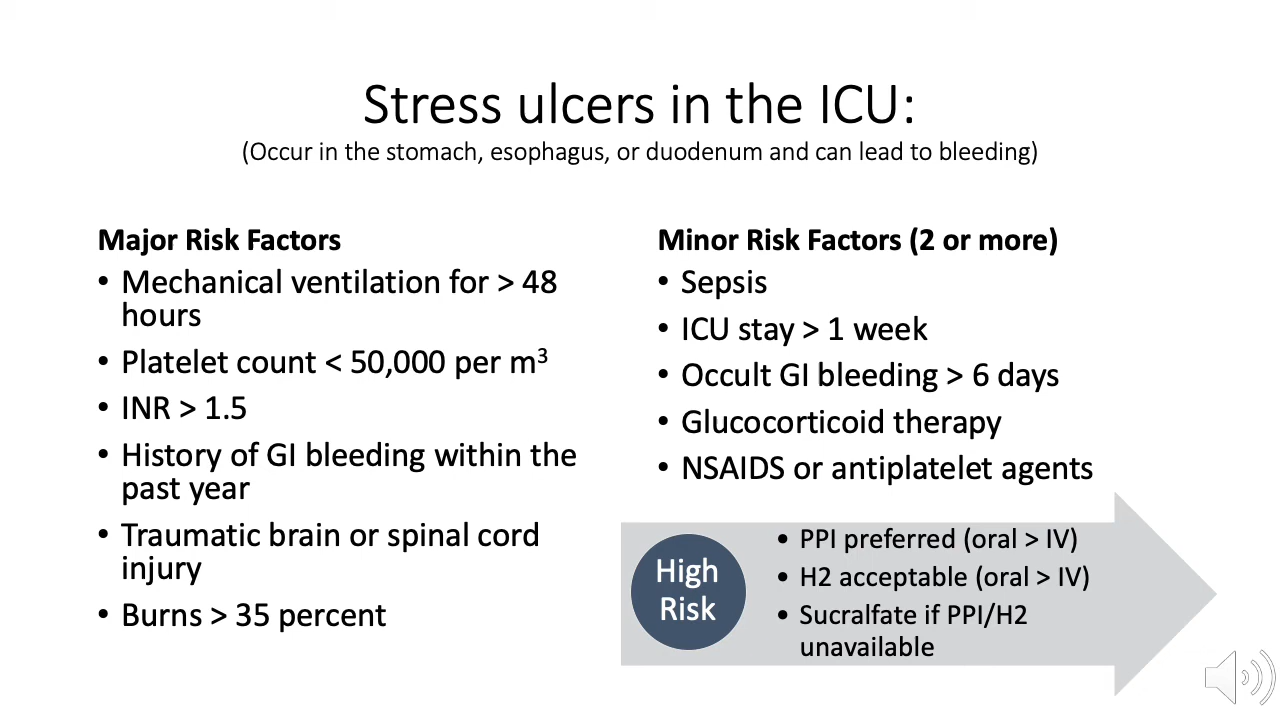 Stress ulcers in the ICU:
(Occur in the stomach, esophagus, or duodenum and can lead to bleeding)
Major Risk Factors
• Mechanical ventilation for > 48
hours
• Platelet count < 50,000 per m³
• INR > 1.5
• History of GI bleeding within the
past year
• Traumatic brain or spinal cord
injury
• Burns > 35 percent
Minor Risk Factors (2 or more)
• Sepsis
• ICU stay > 1 week
• Occult GI bleeding > 6 days
• Glucocorticoid therapy
• NSAIDS or antiplatelet agents
High
Risk
• PPI preferred (oral > IV)
• H2 acceptable (oral > IV)
• Sucralfate if PPI/H2
unavailable